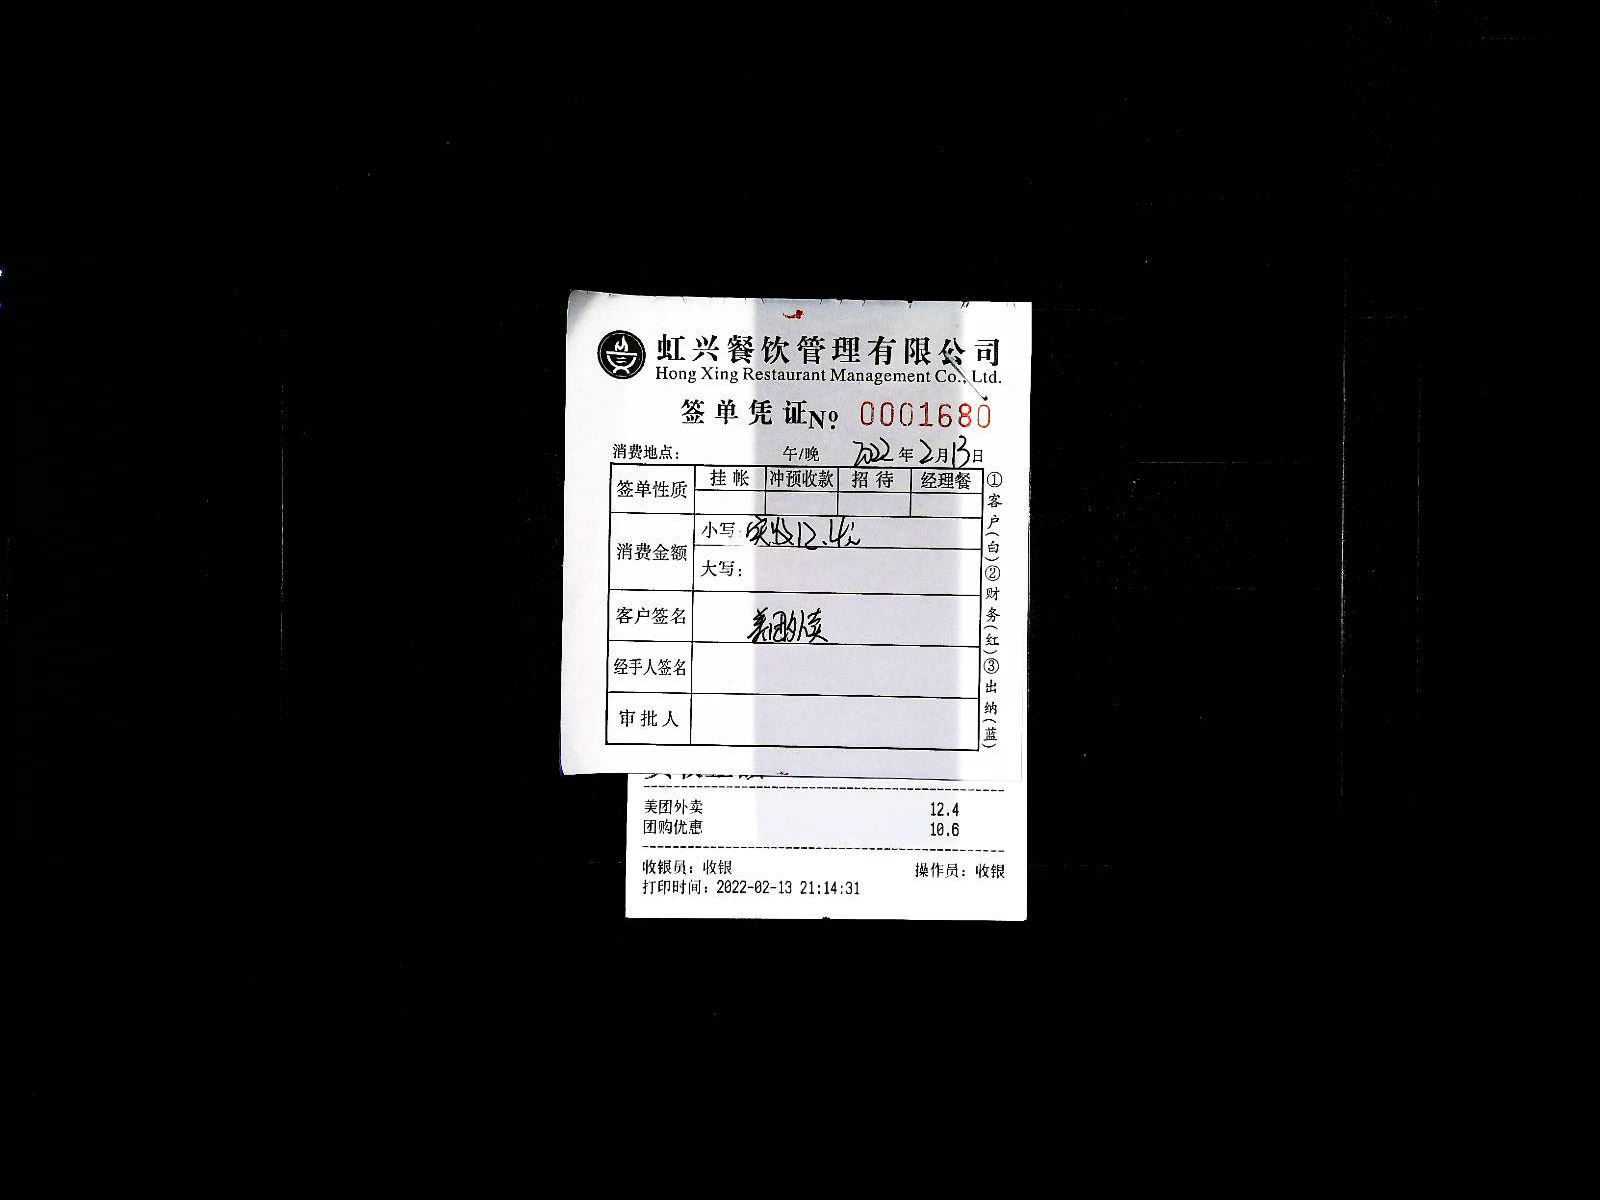 虹兴餐饮管理有限公司
Hong Xing Restaurant Management Co., Ltd.
签单凭证No 0001680
消费地点: 午/晚 2022年2月13日
签单性质 挂帐 冲预收款 招待 经理餐
消费金额
小写: 实收12.4元
大写:
客户签名 美团外卖
经手人签名
审批人
①客户(白)②财务(红)③出纳(蓝)
美团外卖 12.4
团购优惠 10.6
收银员: 收银 操作员: 收银
打印时间: 2022-02-13 21:14:31